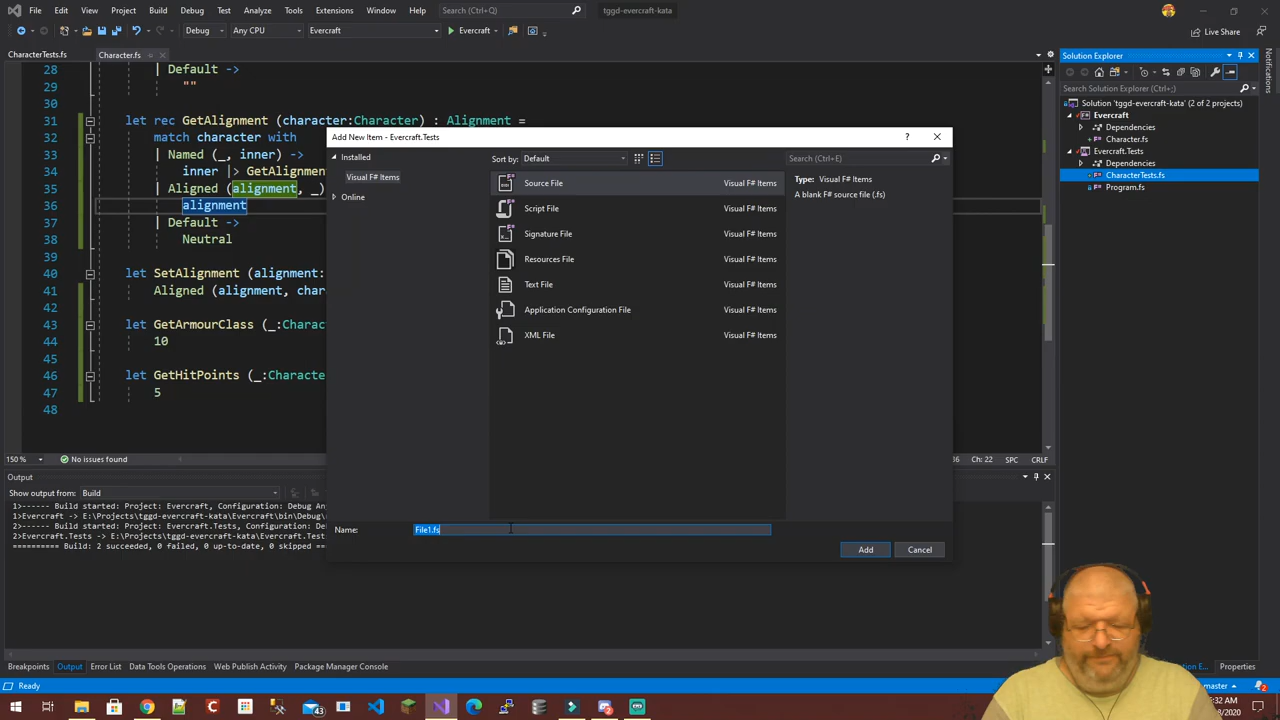 File Edit View Project Build Debug Test Analyze Tools Extensions Window Help Search (Ctrl+Q) tggd-evercraft-kata
Debug Any CPU Evercraft Evercraft Live Share
CharacterTests.fs Character.fs
28 | Default ->
29 ""
30
31 let rec GetAlignment (character:Character) : Alignment =
32 match character with
33 | Named (_, inner) ->
34 inner |> GetAlignment
35 | Aligned (alignment, _)
36 alignment
37 | Default ->
38 Neutral
39
40 let SetAlignment (alignment:
41 Aligned (alignment, char
42
43 let GetArmourClass (_:Charac
44 10
45
46 let GetHitPoints (_:Characte
47 5
48
150 % No issues found Ch: 22 SPC CRLF
Add New Item - Evercraft.Tests ?
Installed
Visual F# Items
Online
Sort by: Default
Search (Ctrl+E)
Source File Visual F# Items
Script File Visual F# Items
Signature File Visual F# Items
Resources File Visual F# Items
Text File Visual F# Items
Application Configuration File Visual F# Items
XML File Visual F# Items
Type: Visual F# Items
A blank F# source file (.fs)
Name: File1.fs
Add Cancel
Solution Explorer
Search Solution Explorer (Ctrl+;)
Solution 'tggd-evercraft-kata' (2 of 2 projects)
Evercraft
Dependencies
Character.fs
Evercraft.Tests
Dependencies
CharacterTests.fs
Program.fs
Notifications
Output
Show output from: Build
1>------ Build started: Project: Evercraft, Configuration: Debug An
1>Evercraft -> E:\GIT\tggd-evercraft-kata\Evercraft\bin\Debug\
2>------ Build started: Project: Evercraft.Tests, Configuration: D
2>Evercraft.Tests -> E:\GIT\tggd-evercraft-kata\Evercraft.Test
========== Build: 2 succeeded, 0 failed, 0 up-to-date, 0 skipped ===
Breakpoints Output Error List Data Tools Operations Web Publish Activity Package Manager Console Properties
Ready master 2
43